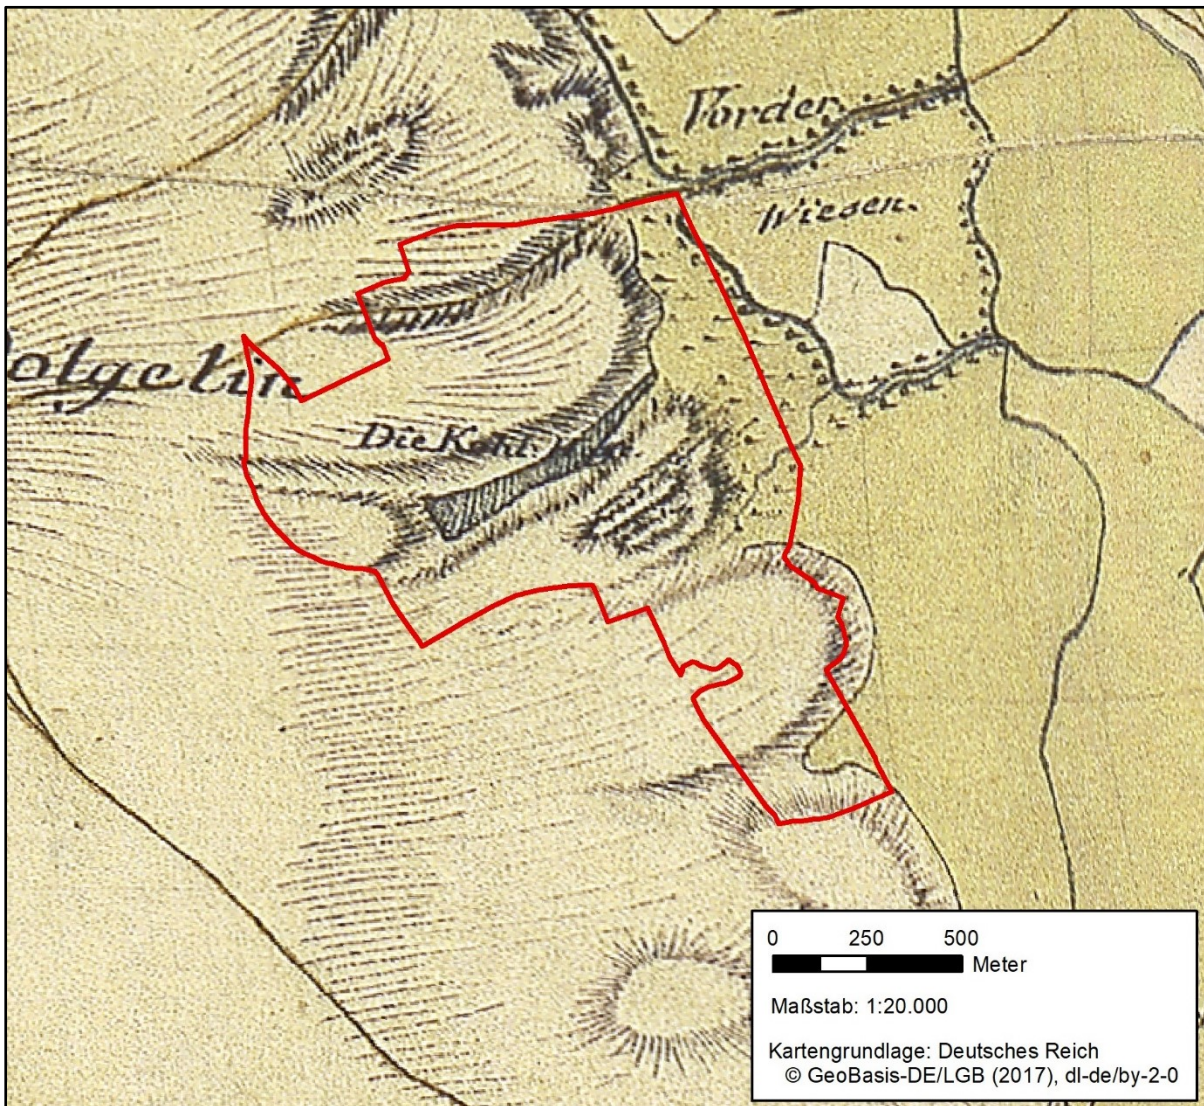 Vorder
Wiesen.
olgelin
Die Kehl.
0 250 500
Meter
Maßstab: 1:20.000
Kartengrundlage: Deutsches Reich
© GeoBasis-DE/LGB (2017), dl-de/by-2-0